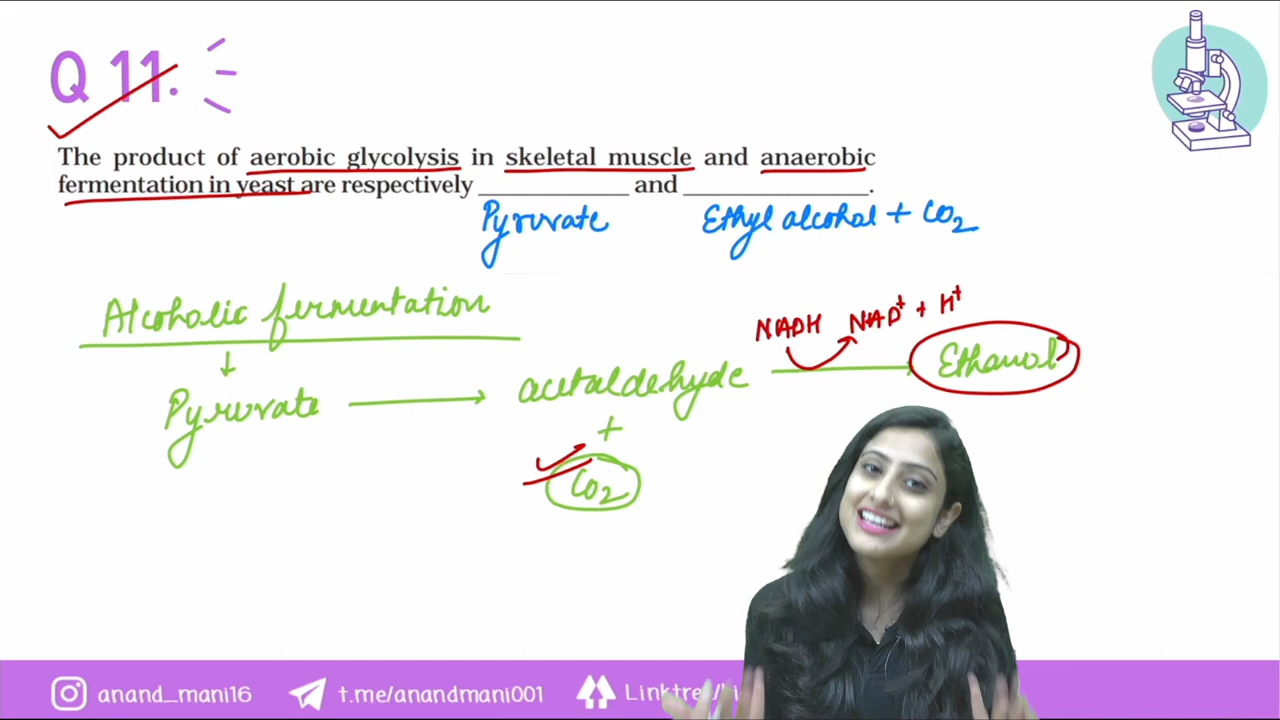 Q 11.
The product of aerobic glycolysis in skeletal muscle and anaerobic
fermentation in yeast are respectively ____________ and ________________.
Pyruvate Ethyl alcohol + CO2
Alcoholic fermentation
NADH NAD+ + H+
Pyruvate acetaldehyde Ethanol
+
CO2
anand_mani16 t.me/anandmani001